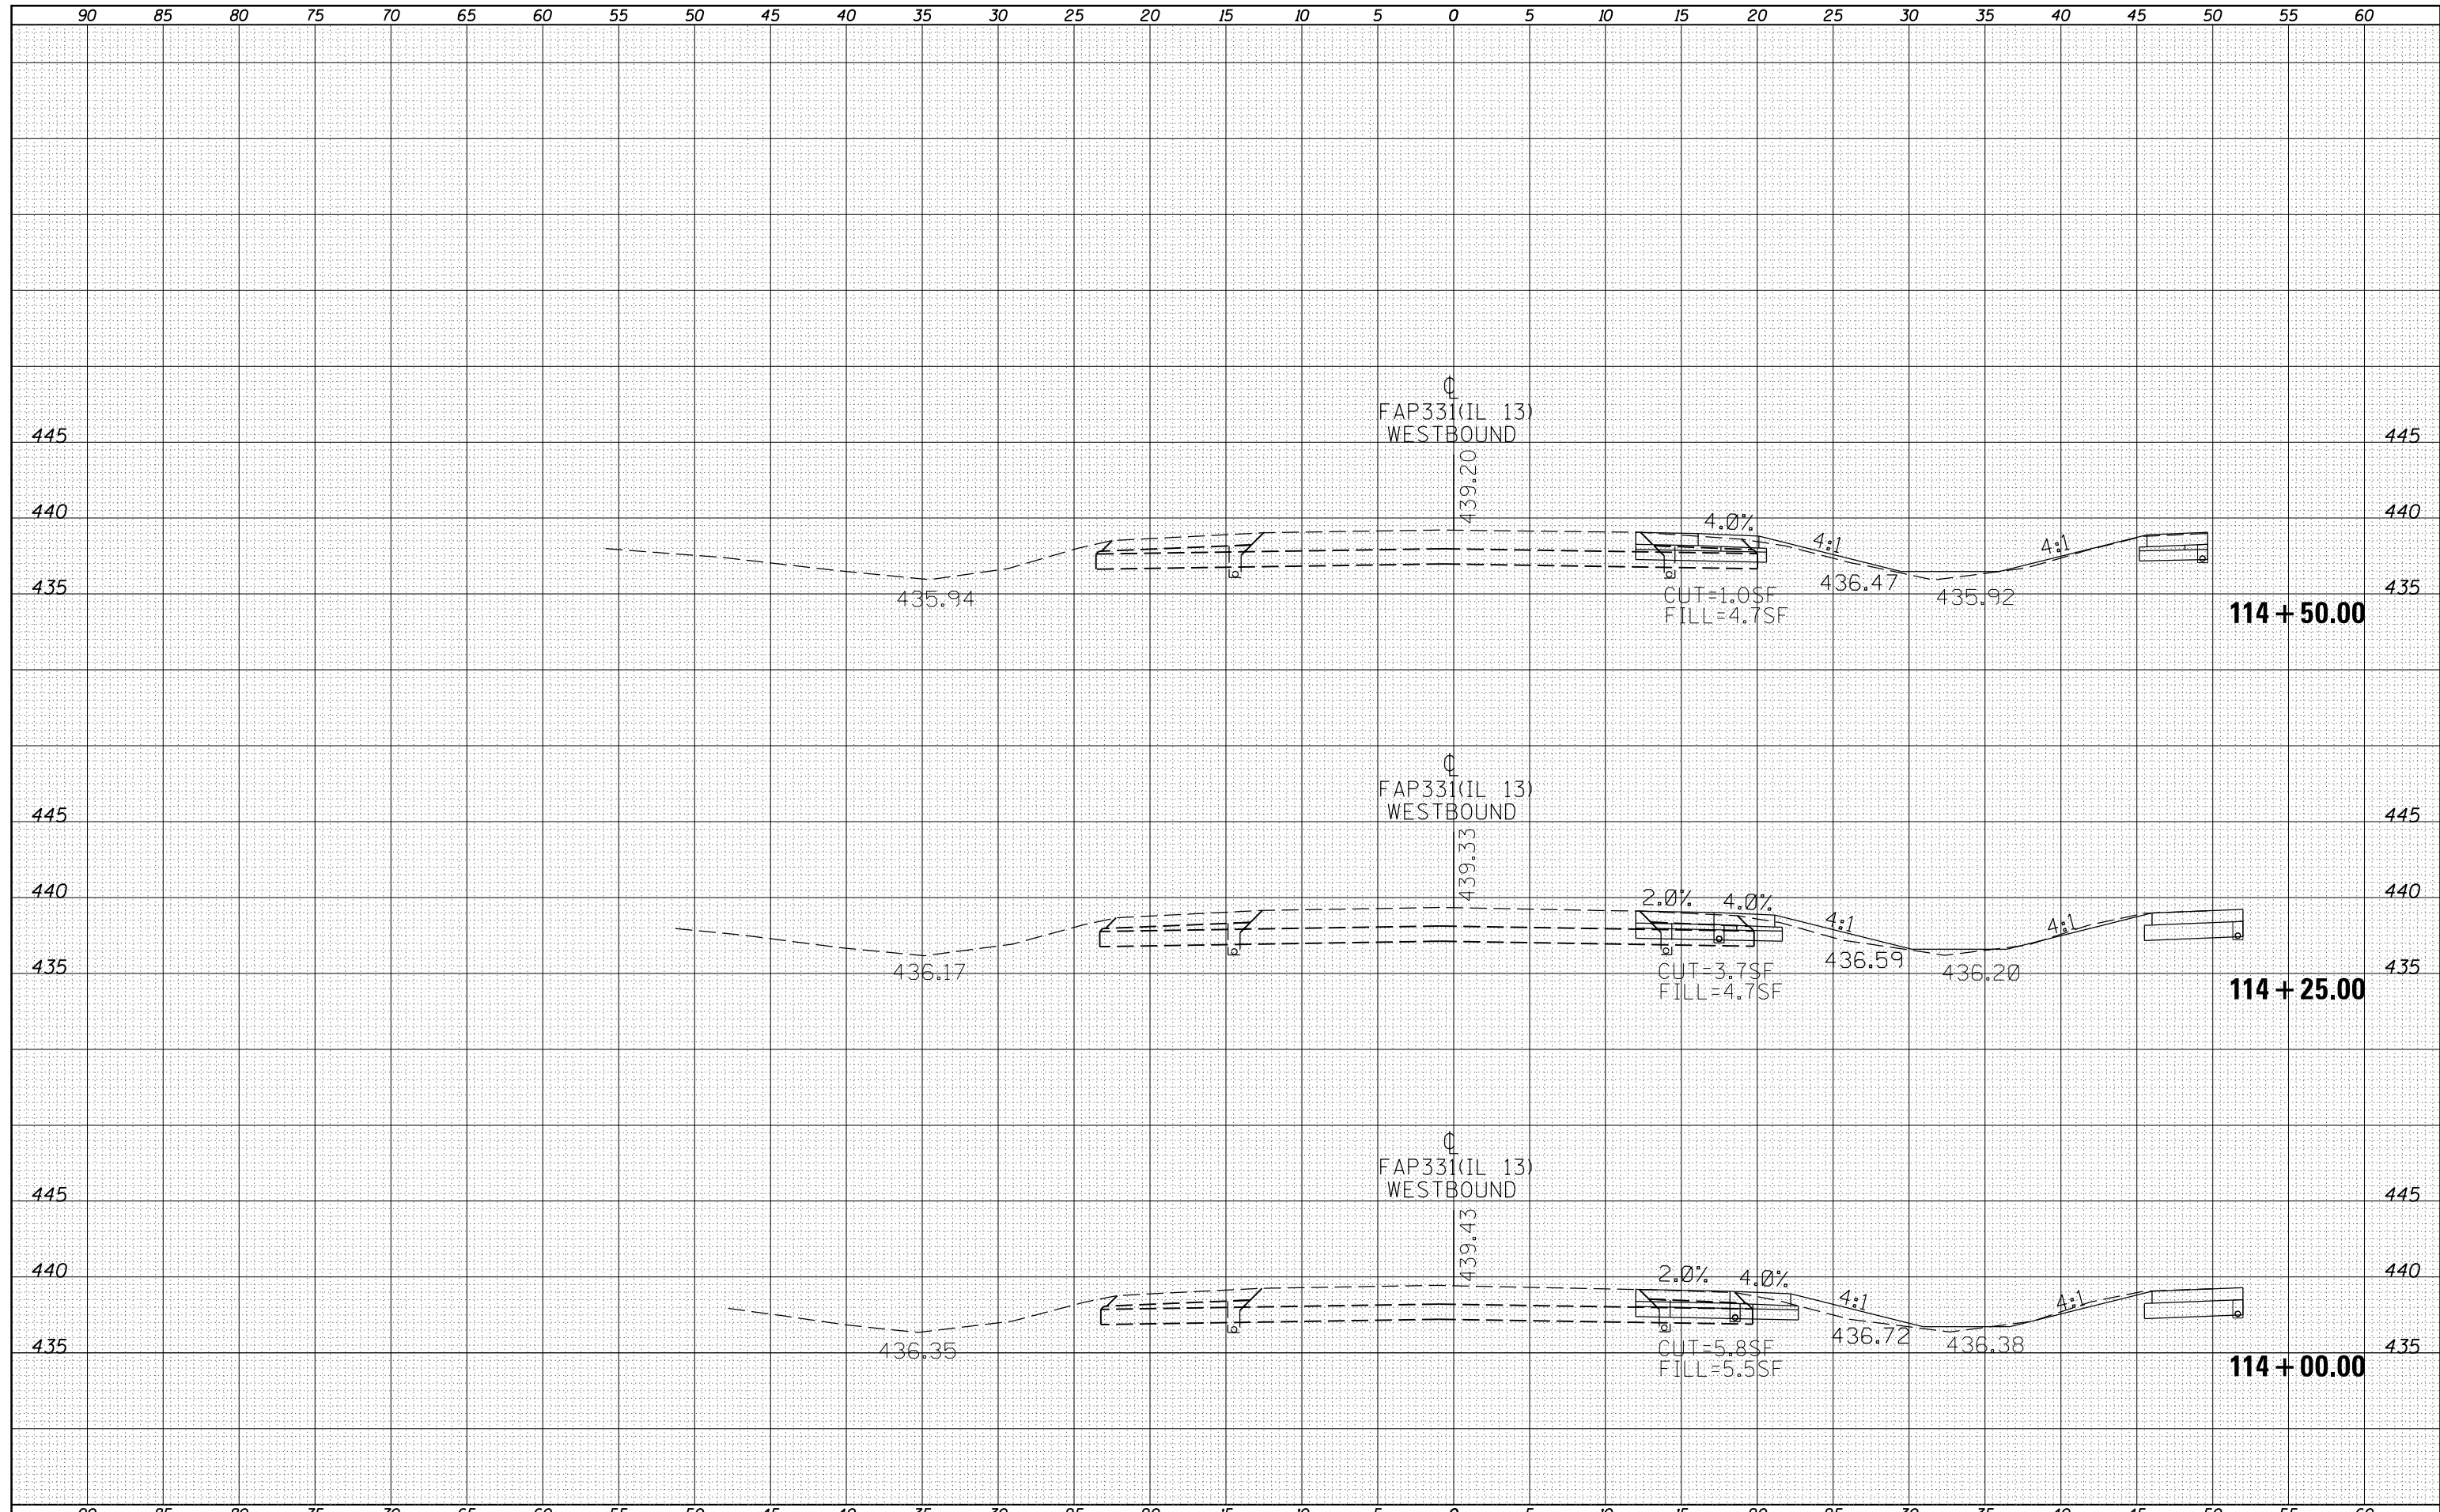 90 85 80 75 70 65 60 55 50 45 40 35 30 25 20 15 10 5 0 5 10 15 20 25 30 35 40 45 50 55 60
℄
FAP331(IL 13)
WESTBOUND
445 445
439.20
440 440
4.0%
4:1 4:1
436.47
435.94 435.92
435 435
CUT=1.0SF
FILL=4.7SF
114+50.00
℄
FAP331(IL 13)
WESTBOUND
445 445
439.33
440 440
2.0% 4.0%
4:1 4:1
436.59
436.17 436.20
435 435
CUT=3.7SF
FILL=4.7SF
114+25.00
℄
FAP331(IL 13)
WESTBOUND
445 445
439.43
440 440
2.0% 4.0%
4:1 4:1
436.72
436.35 436.38
435 435
CUT=5.8SF
FILL=5.5SF
114+00.00